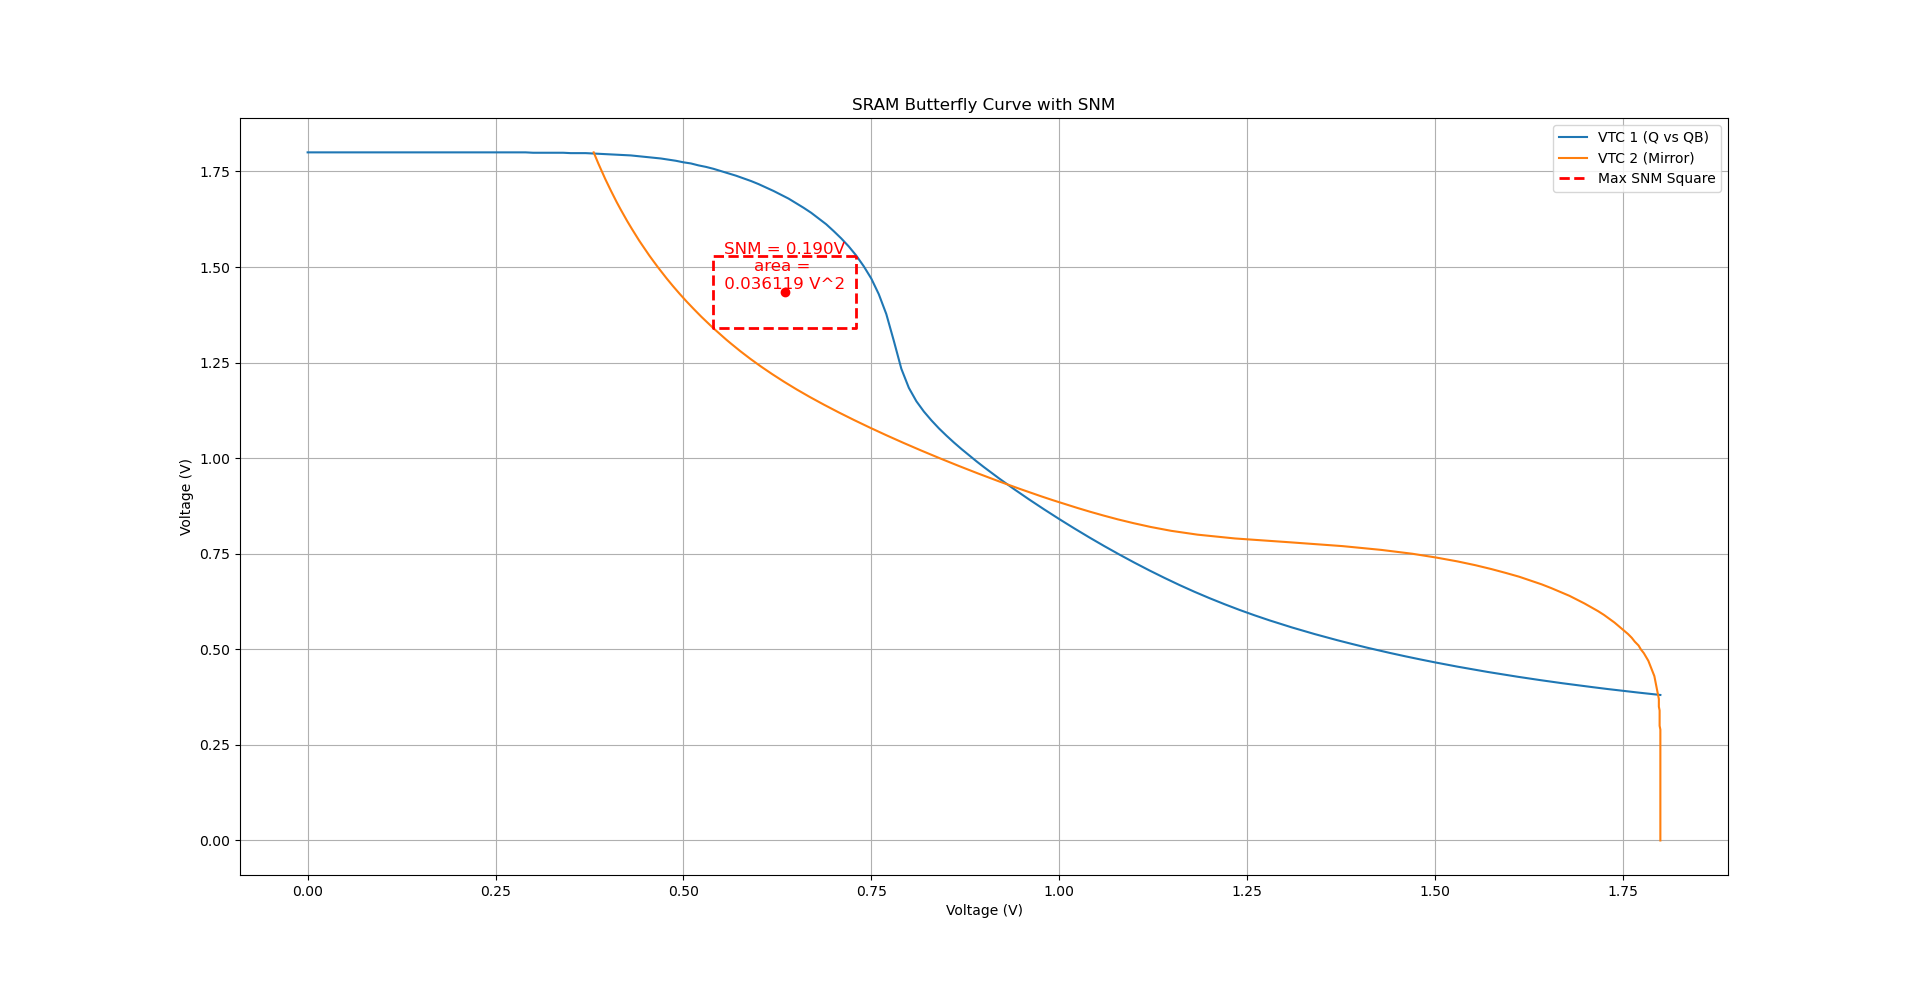 SRAM Butterfly Curve with SNM
VTC 1 (Q vs QB)
VTC 2 (Mirror)
Max SNM Square
SNM = 0.190V
area =
0.036119 V^2
Voltage (V)
1.75
1.50
1.25
1.00
0.75
0.50
0.25
0.00
0.00 0.25 0.50 0.75 1.00 1.25 1.50 1.75
Voltage (V)